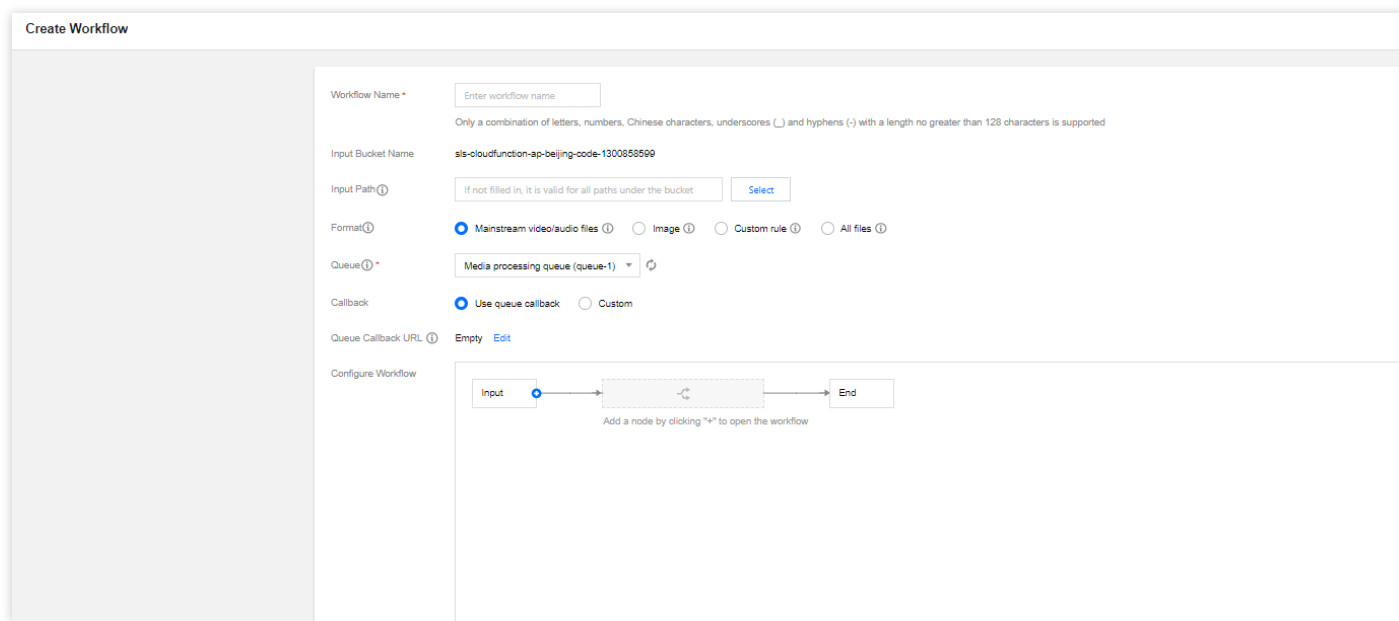 Create Workflow
Workflow Name *
Enter workflow name
Only a combination of letters, numbers, Chinese characters, underscores (_) and hyphens (-) with a length no greater than 128 characters is supported
Input Bucket Name sls-cloudfunction-ap-beijing-code-1300858599
Input Path If not filled in, it is valid for all paths under the bucket Select
Format Mainstream video/audio files Image Custom rule All files
Queue * Media processing queue (queue-1)
Callback Use queue callback Custom
Queue Callback URL Empty Edit
Configure Workflow
Input End
Add a node by clicking "+" to open the workflow